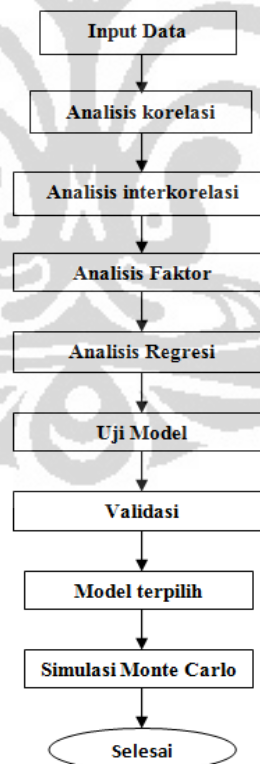 Input Data
Analisis korelasi
Analisis interkorelasi
Analisis Faktor
Analisis Regresi
Uji Model
Validasi
Model terpilih
Simulasi Monte Carlo
Selesai